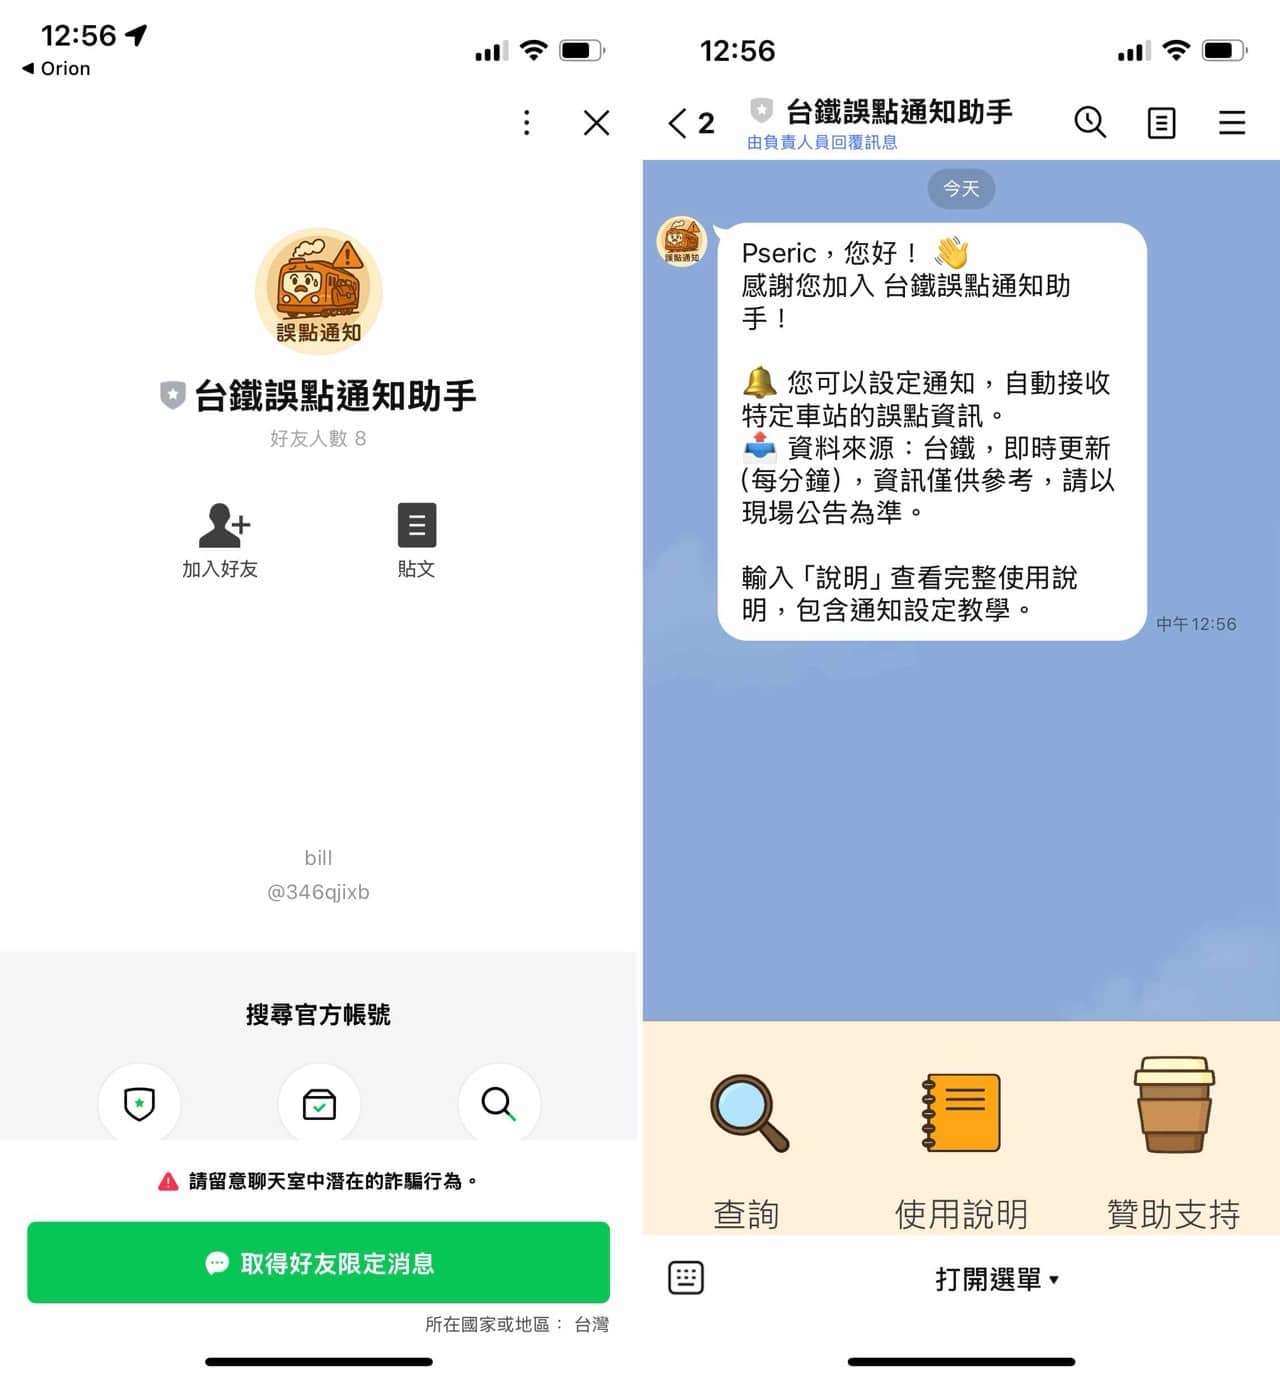 12:56
◀ Orion
誤點通知
台鐵誤點通知助手
好友人數 8
加入好友
貼文
bill
@346qjixb
搜尋官方帳號
請留意聊天室中潛在的詐騙行為。
取得好友限定消息
所在國家或地區： 台灣
12:56
2
台鐵誤點通知助手
由負責人員回覆訊息
今天
誤點通知
Pseric，您好！ 👋
感謝您加入 台鐵誤點通知助
手！
🔔 您可以設定通知，自動接收
特定車站的誤點資訊。
📤 資料來源：台鐵，即時更新
(每分鐘)，資訊僅供參考，請以
現場公告為準。
輸入「說明」查看完整使用說
明，包含通知設定教學。
中午12:56
查詢
使用說明
贊助支持
打開選單 ▾